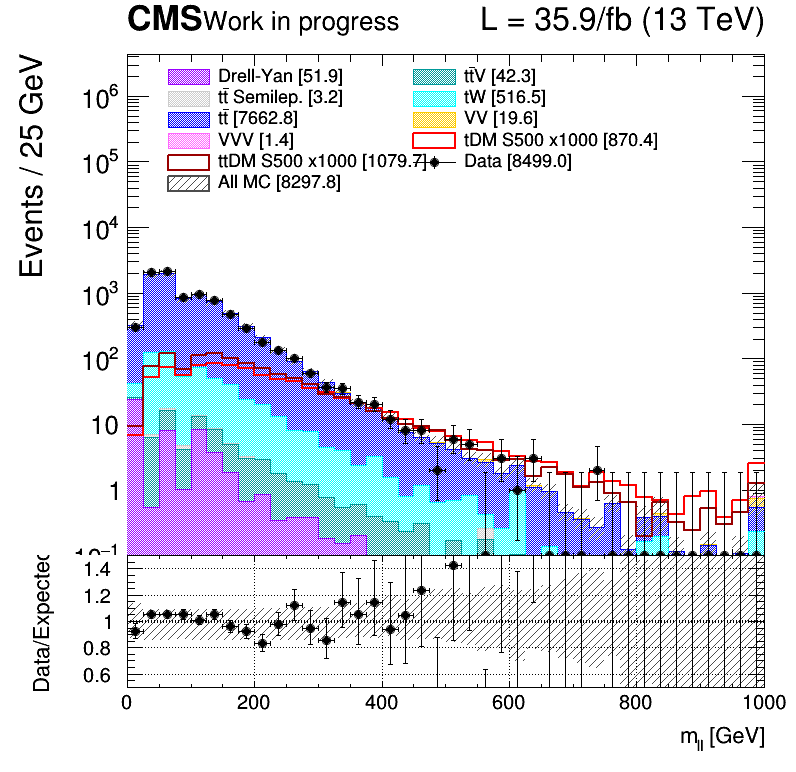 CMS Work in progress L = 35.9/fb (13 TeV)
Events / 25 GeV
Drell-Yan [51.9] tt̄V [42.3]
tt̄ Semilep. [3.2] tW [516.5]
tt̄ [7662.8] VV [19.6]
VVV [1.4] tDM S500 x1000 [870.4]
ttDM S500 x1000 [1079.7] Data [8499.0]
All MC [8297.8]
10⁶
10⁵
10⁴
10³
10²
10
1
10⁻¹
Data/Expected
1.4
1.2
1
0.8
0.6
0 200 400 600 800 1000
m_ll [GeV]